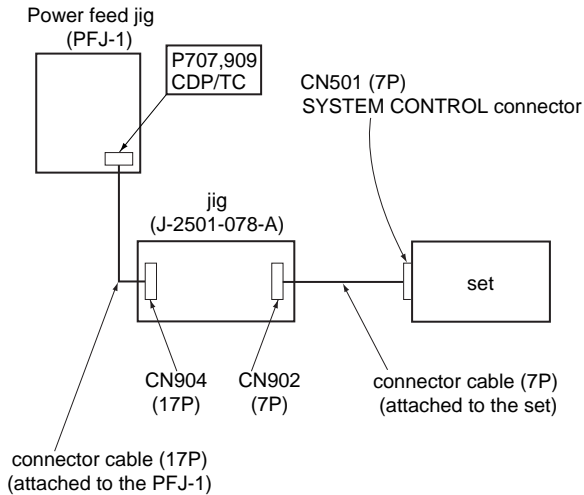 Power feed jig
(PFJ-1)
P707,909
CDP/TC
CN501 (7P)
SYSTEM CONTROL connector
jig
(J-2501-078-A)
set
CN904
(17P)
CN902
(7P)
connector cable (7P)
(attached to the set)
connector cable (17P)
(attached to the PFJ-1)